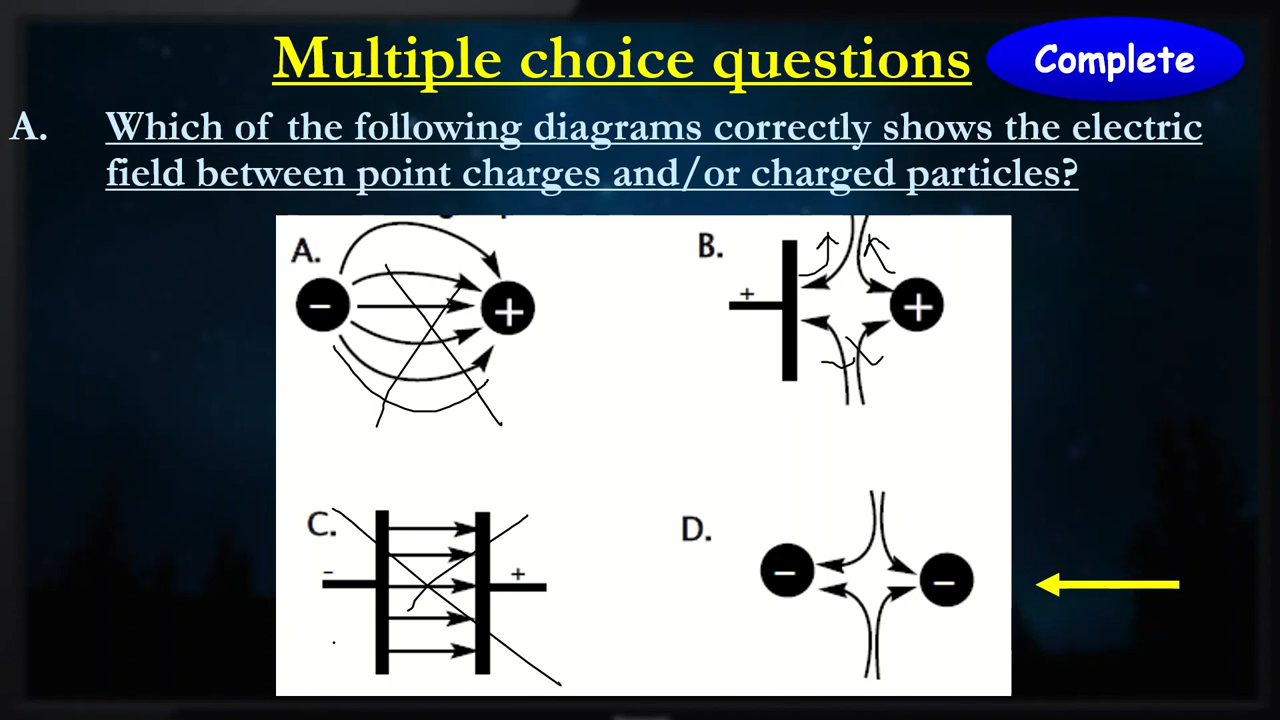 Multiple choice questions
Complete
A. Which of the following diagrams correctly shows the electric
field between point charges and/or charged particles?
A.
B.
- +
+ +
C.
D.
- +
- -